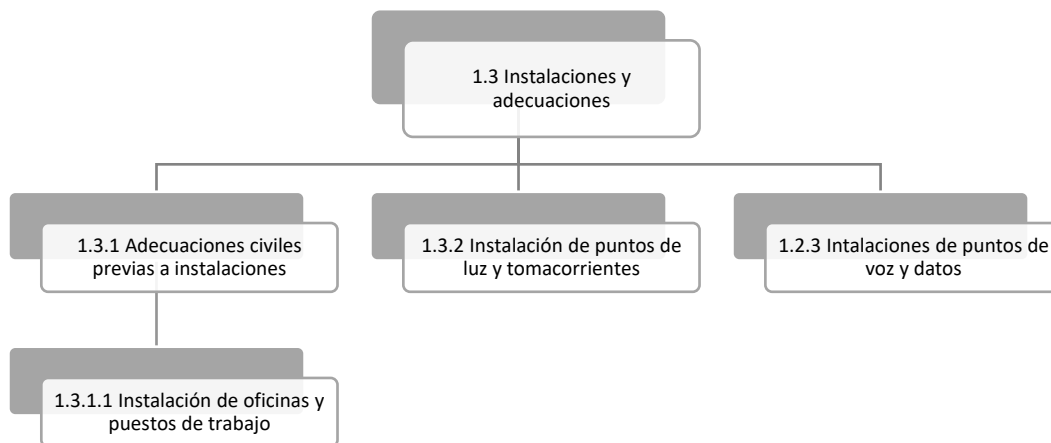 1.3 Instalaciones y
adecuaciones
1.3.1 Adecuaciones civiles
previas a instalaciones
1.3.2 Instalación de puntos de
luz y tomacorrientes
1.2.3 Intalaciones de puntos de
voz y datos
1.3.1.1 Instalación de oficinas y
puestos de trabajo